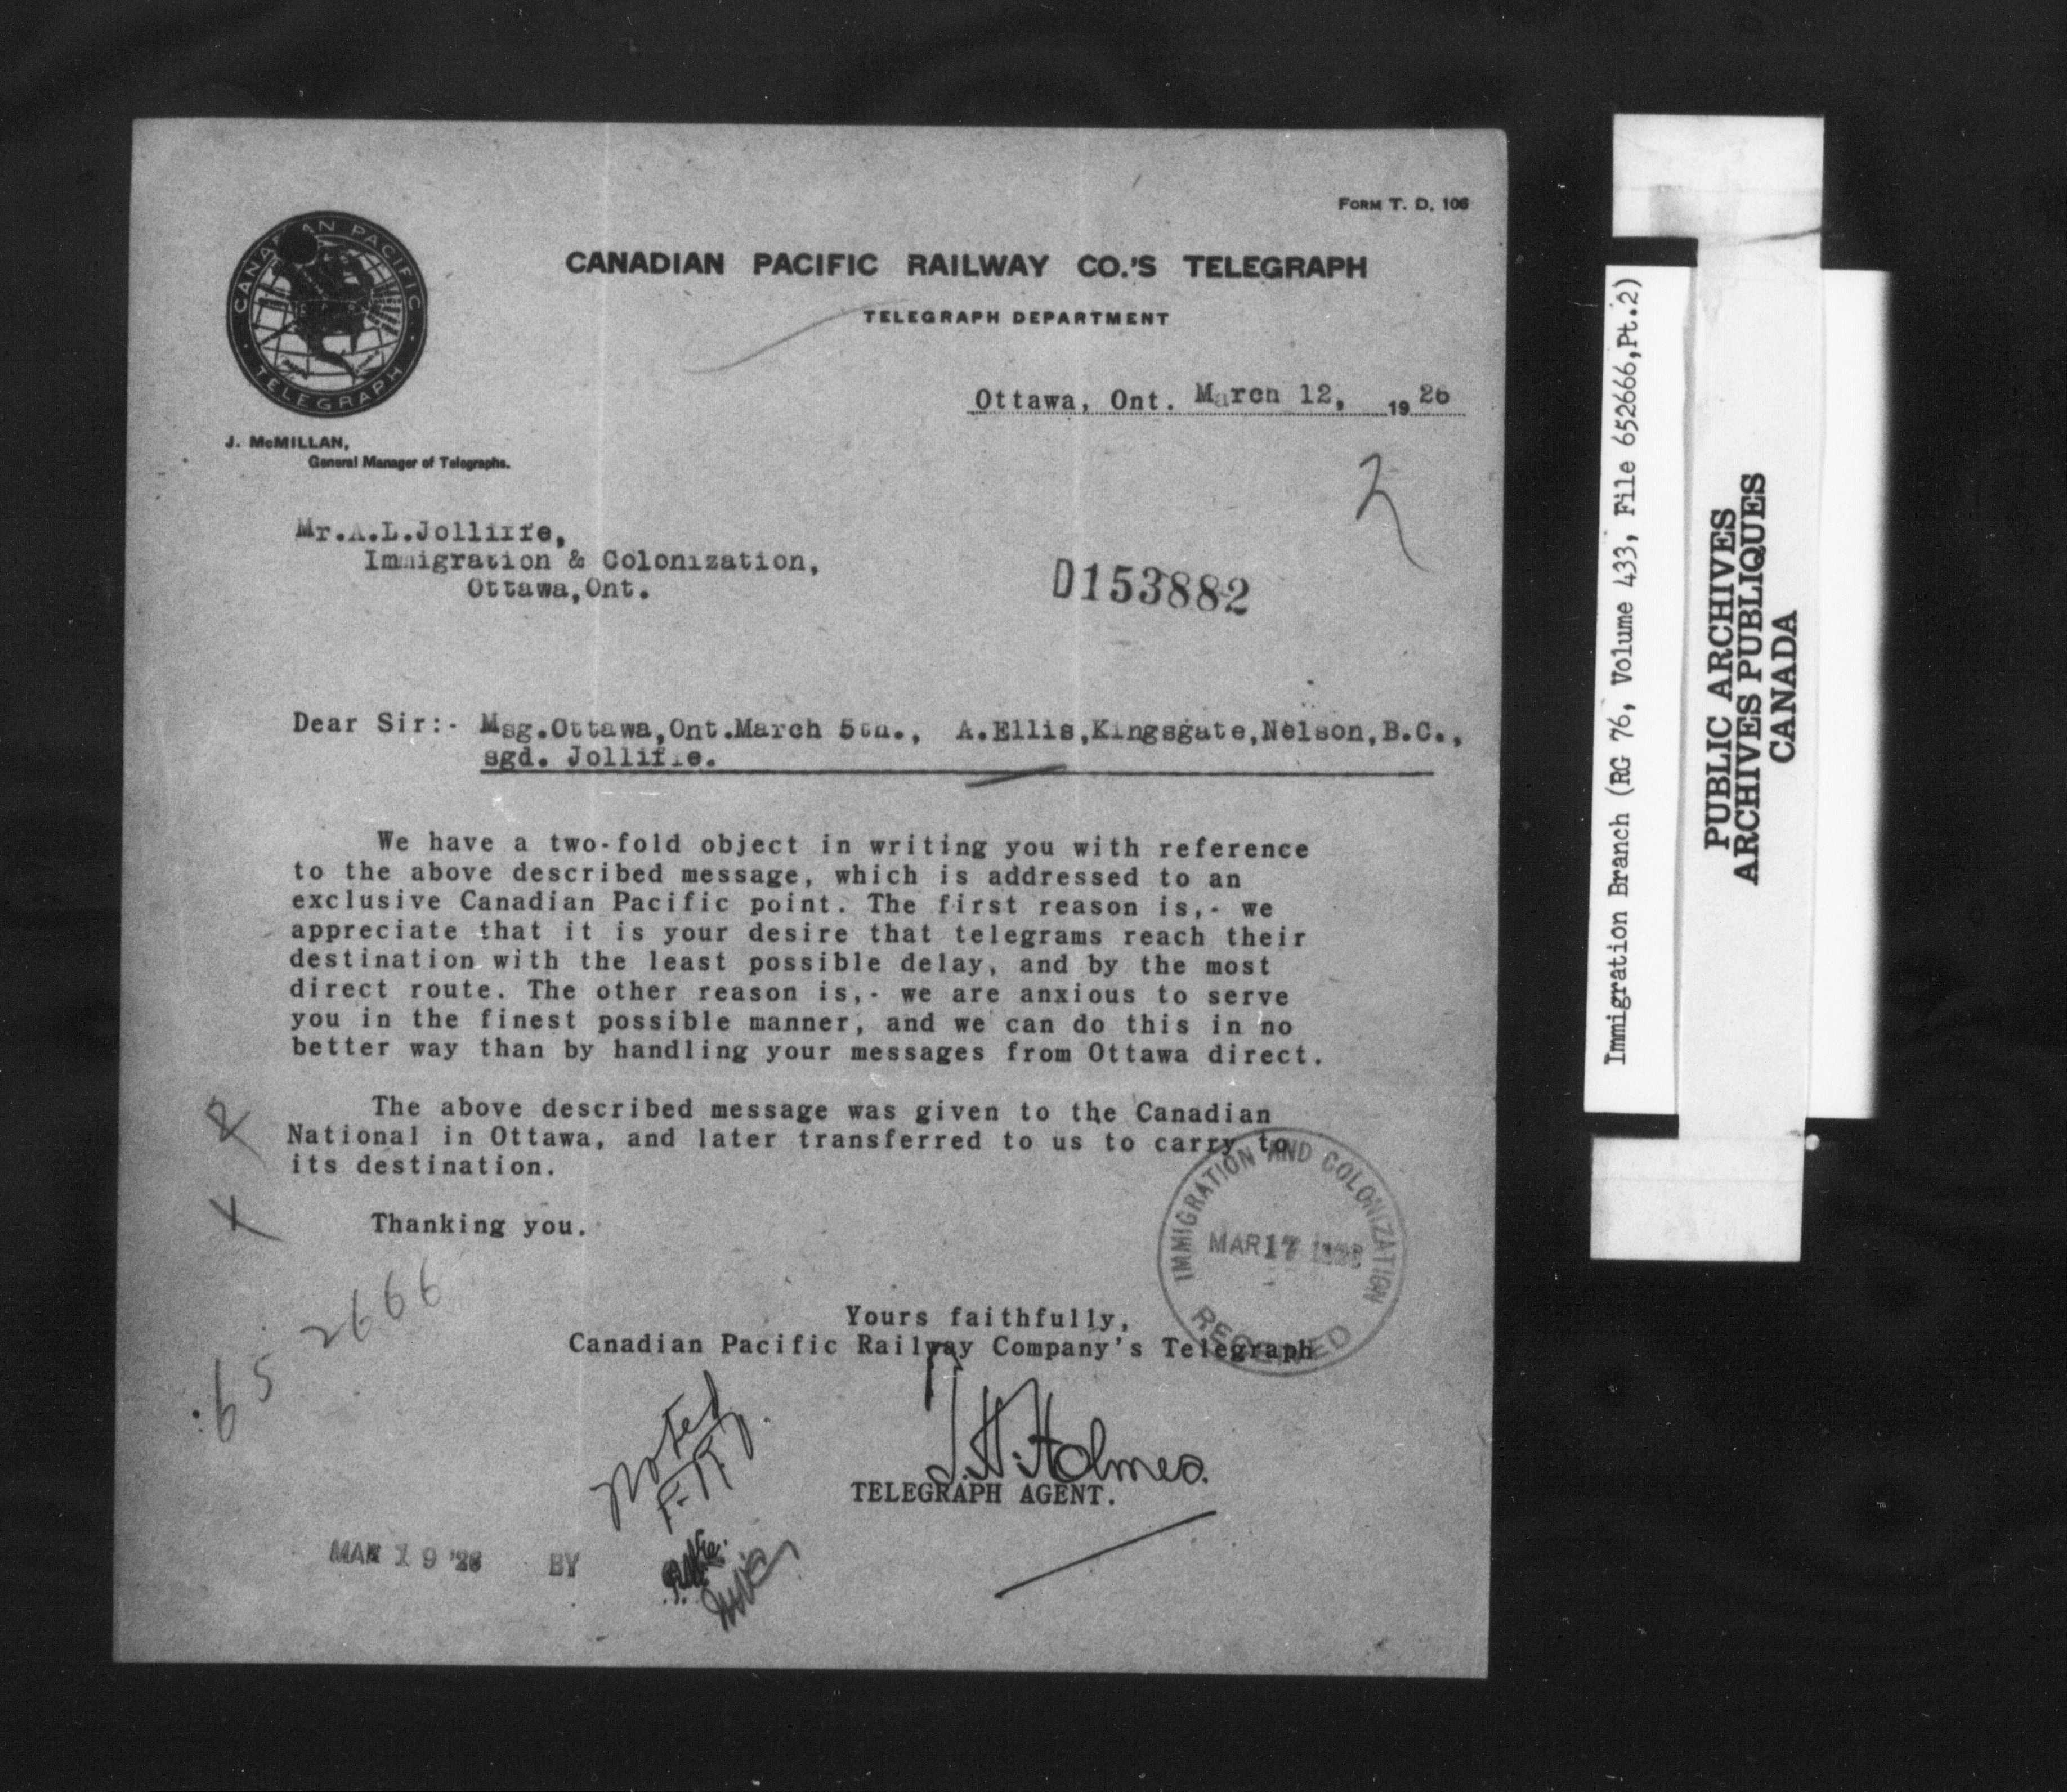 FORM T. D. 106
CANADIAN PACIFIC
TELEGRAPH
CANADIAN PACIFIC RAILWAY CO.'S TELEGRAPH
TELEGRAPH DEPARTMENT
Ottawa, Ont. March 12, 1926
J. McMILLAN,
General Manager of Telegraphs.
2
Mr.A.L.Jolliffe,
Immigration & Colonization,
Ottawa,Ont.
D153882
Dear Sir:- Msg.Ottawa,Ont.March 5th., A.Ellis,Kingsgate,Nelson,B.C.,
sgd. Jolliffe.
We have a two-fold object in writing you with reference
to the above described message, which is addressed to an
exclusive Canadian Pacific point. The first reason is,- we
appreciate that it is your desire that telegrams reach their
destination with the least possible delay, and by the most
direct route. The other reason is,- we are anxious to serve
you in the finest possible manner, and we can do this in no
better way than by handling your messages from Ottawa direct.
The above described message was given to the Canadian
National in Ottawa, and later transferred to us to carry to
its destination.
Thanking you.
IMMIGRATION AND COLONIZATION
MAR 17
RECEIVED
652666
Yours faithfully,
Canadian Pacific Railway Company's Telegraph
Noted
J.H.Holmes.
TELEGRAPH AGENT.
MAR 19 '26 BY
Immigration Branch (RG 76, Volume 433, File 652666,Pt.2)
PUBLIC ARCHIVES
ARCHIVES PUBLIQUES
CANADA